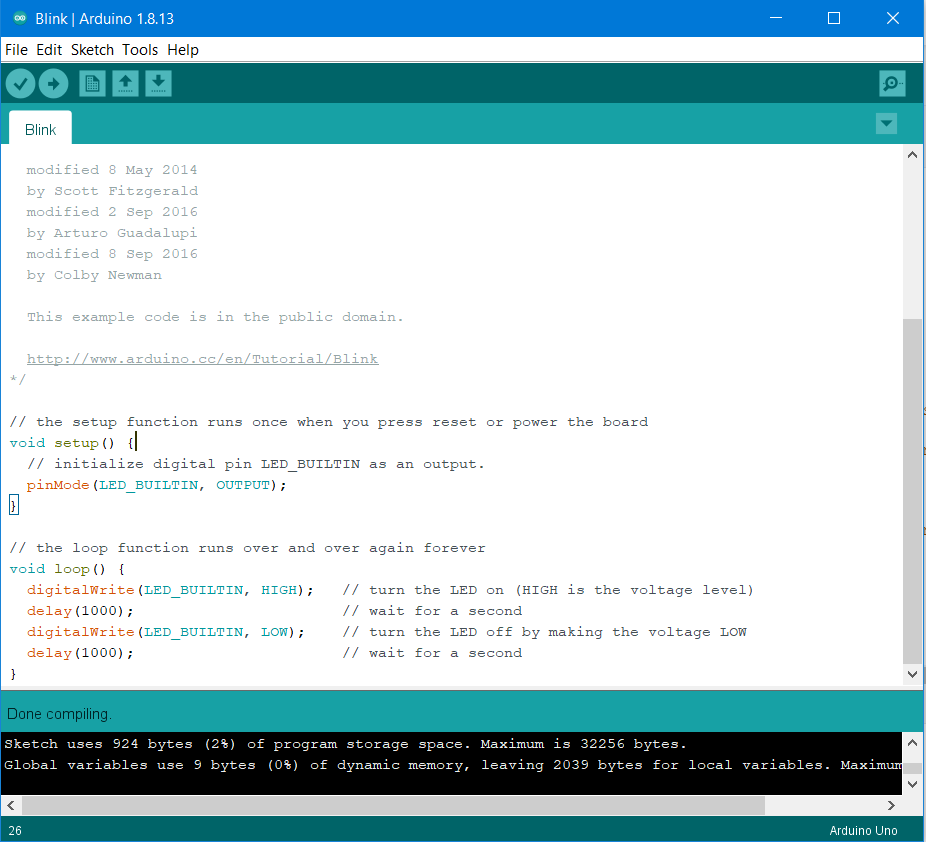 Blink | Arduino 1.8.13
File Edit Sketch Tools Help
Blink
modified 8 May 2014
by Scott Fitzgerald
modified 2 Sep 2016
by Arturo Guadalupi
modified 8 Sep 2016
by Colby Newman
This example code is in the public domain.
http://www.arduino.cc/en/Tutorial/Blink
*/
// the setup function runs once when you press reset or power the board
void setup() {
// initialize digital pin LED_BUILTIN as an output.
pinMode(LED_BUILTIN, OUTPUT);
}
// the loop function runs over and over again forever
void loop() {
digitalWrite(LED_BUILTIN, HIGH);   // turn the LED on (HIGH is the voltage level)
delay(1000);                       // wait for a second
digitalWrite(LED_BUILTIN, LOW);    // turn the LED off by making the voltage LOW
delay(1000);                       // wait for a second
}
Done compiling.
Sketch uses 924 bytes (2%) of program storage space. Maximum is 32256 bytes.
Global variables use 9 bytes (0%) of dynamic memory, leaving 2039 bytes for local variables. Maximum
26
Arduino Uno